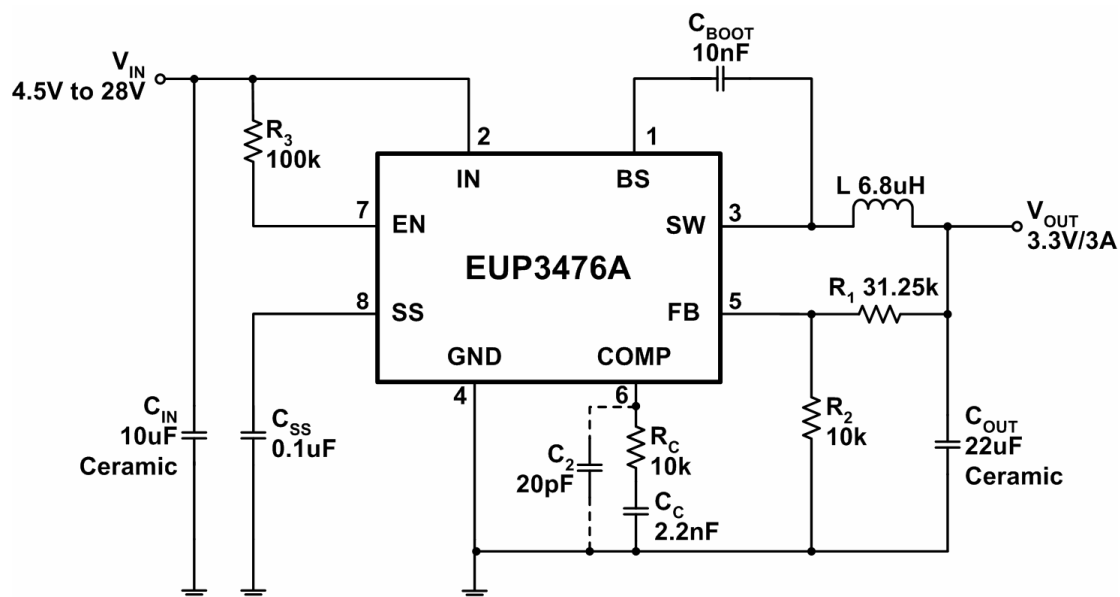 C_BOOT
10nF
V_IN
4.5V to 28V
R_3
100k
2
1
IN
BS
L 6.8uH
7
EN
SW
3
V_OUT
3.3V/3A
EUP3476A
R_1 31.25k
8
SS
FB
5
GND
COMP
4
6
C_IN
10uF
Ceramic
C_SS
0.1uF
C_2
20pF
R_C
10k
C_C
2.2nF
R_2
10k
C_OUT
22uF
Ceramic